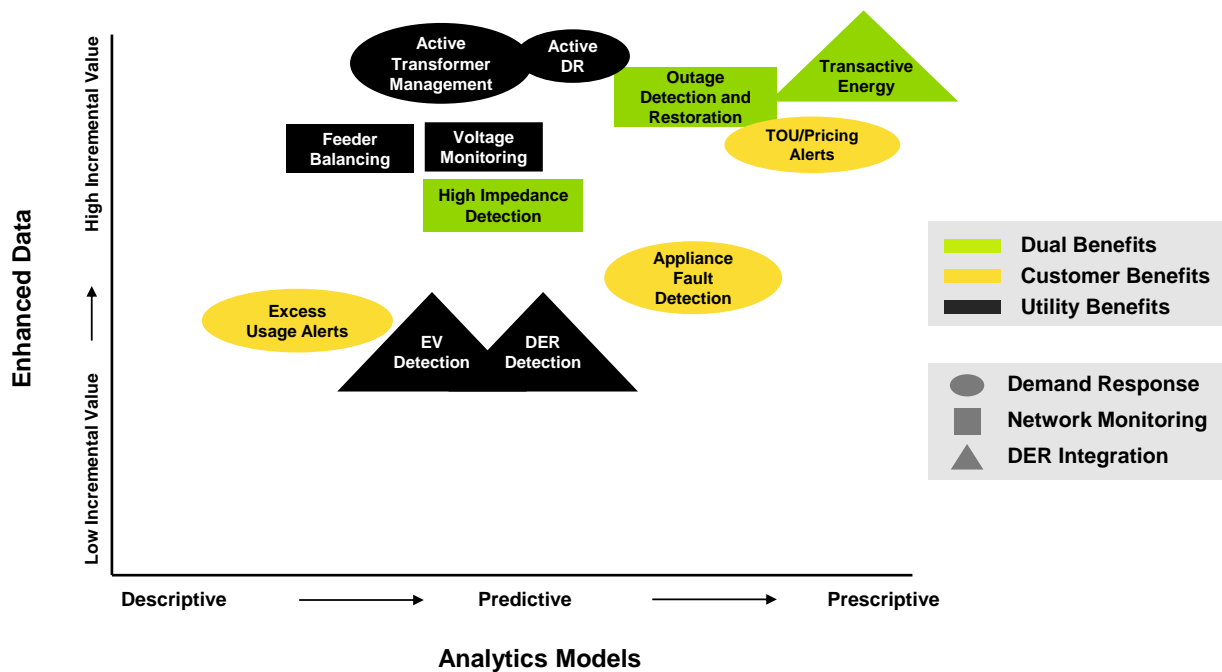 Enhanced Data
High Incremental Value
Low Incremental Value
Active
Transformer
Management
Active
DR
Outage
Detection and
Restoration
Transactive
Energy
Feeder
Balancing
Voltage
Monitoring
TOU/Pricing
Alerts
High Impedance
Detection
Appliance
Fault
Detection
Excess
Usage Alerts
EV
Detection
DER
Detection
Dual Benefits
Customer Benefits
Utility Benefits
Demand Response
Network Monitoring
DER Integration
Descriptive
Predictive
Prescriptive
Analytics Models